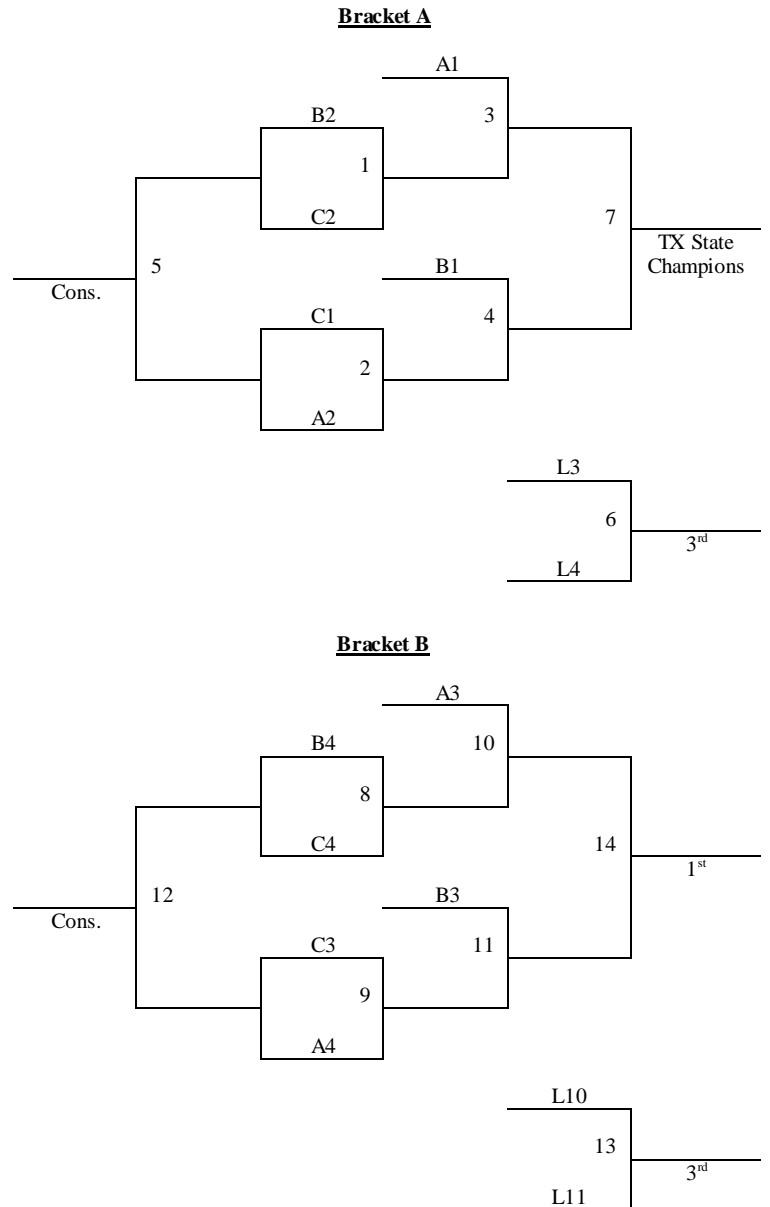 Bracket A
A1
B2
3
1
C2
7
TX State
Champions
5
B1
Cons.
C1
4
2
A2
L3
6
3rd
L4
Bracket B
A3
B4
10
8
C4
14
1st
12
B3
Cons.
C3
11
9
A4
L10
13
3rd
L11